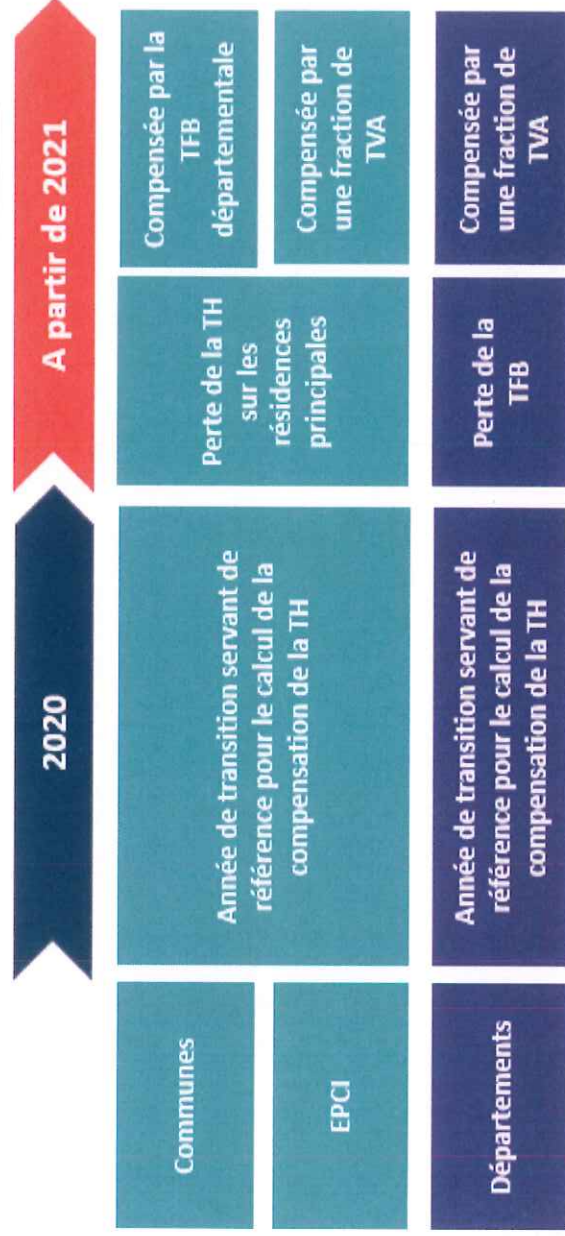 2020
A partir de 2021
Communes
EPCI
Année de transition servant de
référence pour le calcul de la
compensation de la TH
Perte de la TH
sur les
résidences
principales
Compensée par la
TFB
départementale
Compensée par
une fraction de
TVA
Départements
Année de transition servant de
référence pour le calcul de la
compensation de la TH
Perte de la
TFB
Compensée par
une fraction de
TVA